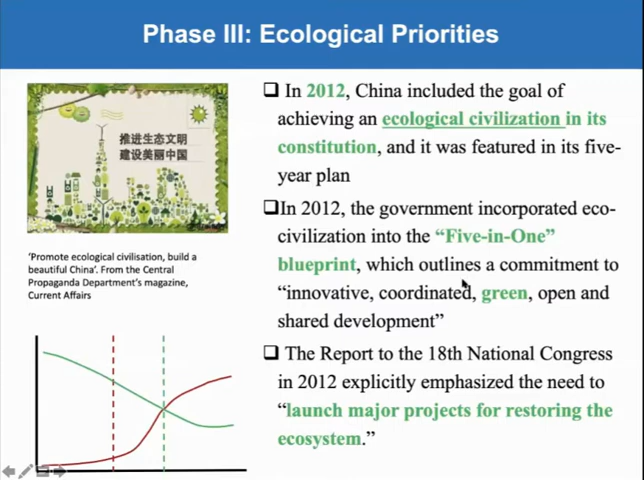 Phase III: Ecological Priorities
推进生态文明
建设美丽中国
'Promote ecological civilisation, build a
beautiful China'. From the Central
Propaganda Department's magazine,
Current Affairs
❑ In 2012, China included the goal of
achieving an ecological civilization in its
constitution, and it was featured in its five-
year plan
❑In 2012, the government incorporated eco-
civilization into the “Five-in-One”
blueprint, which outlines a commitment to
“innovative, coordinated, green, open and
shared development”
❑ The Report to the 18th National Congress
in 2012 explicitly emphasized the need to
“launch major projects for restoring the
ecosystem.”